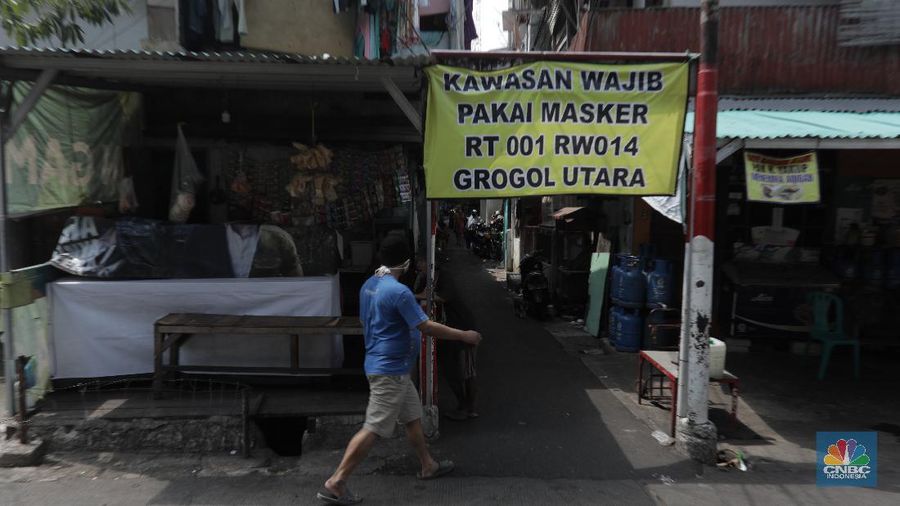 KAWASAN WAJIB
PAKAI MASKER
RT 001 RW014
GROGOL UTARA
CNBC
INDONESIA